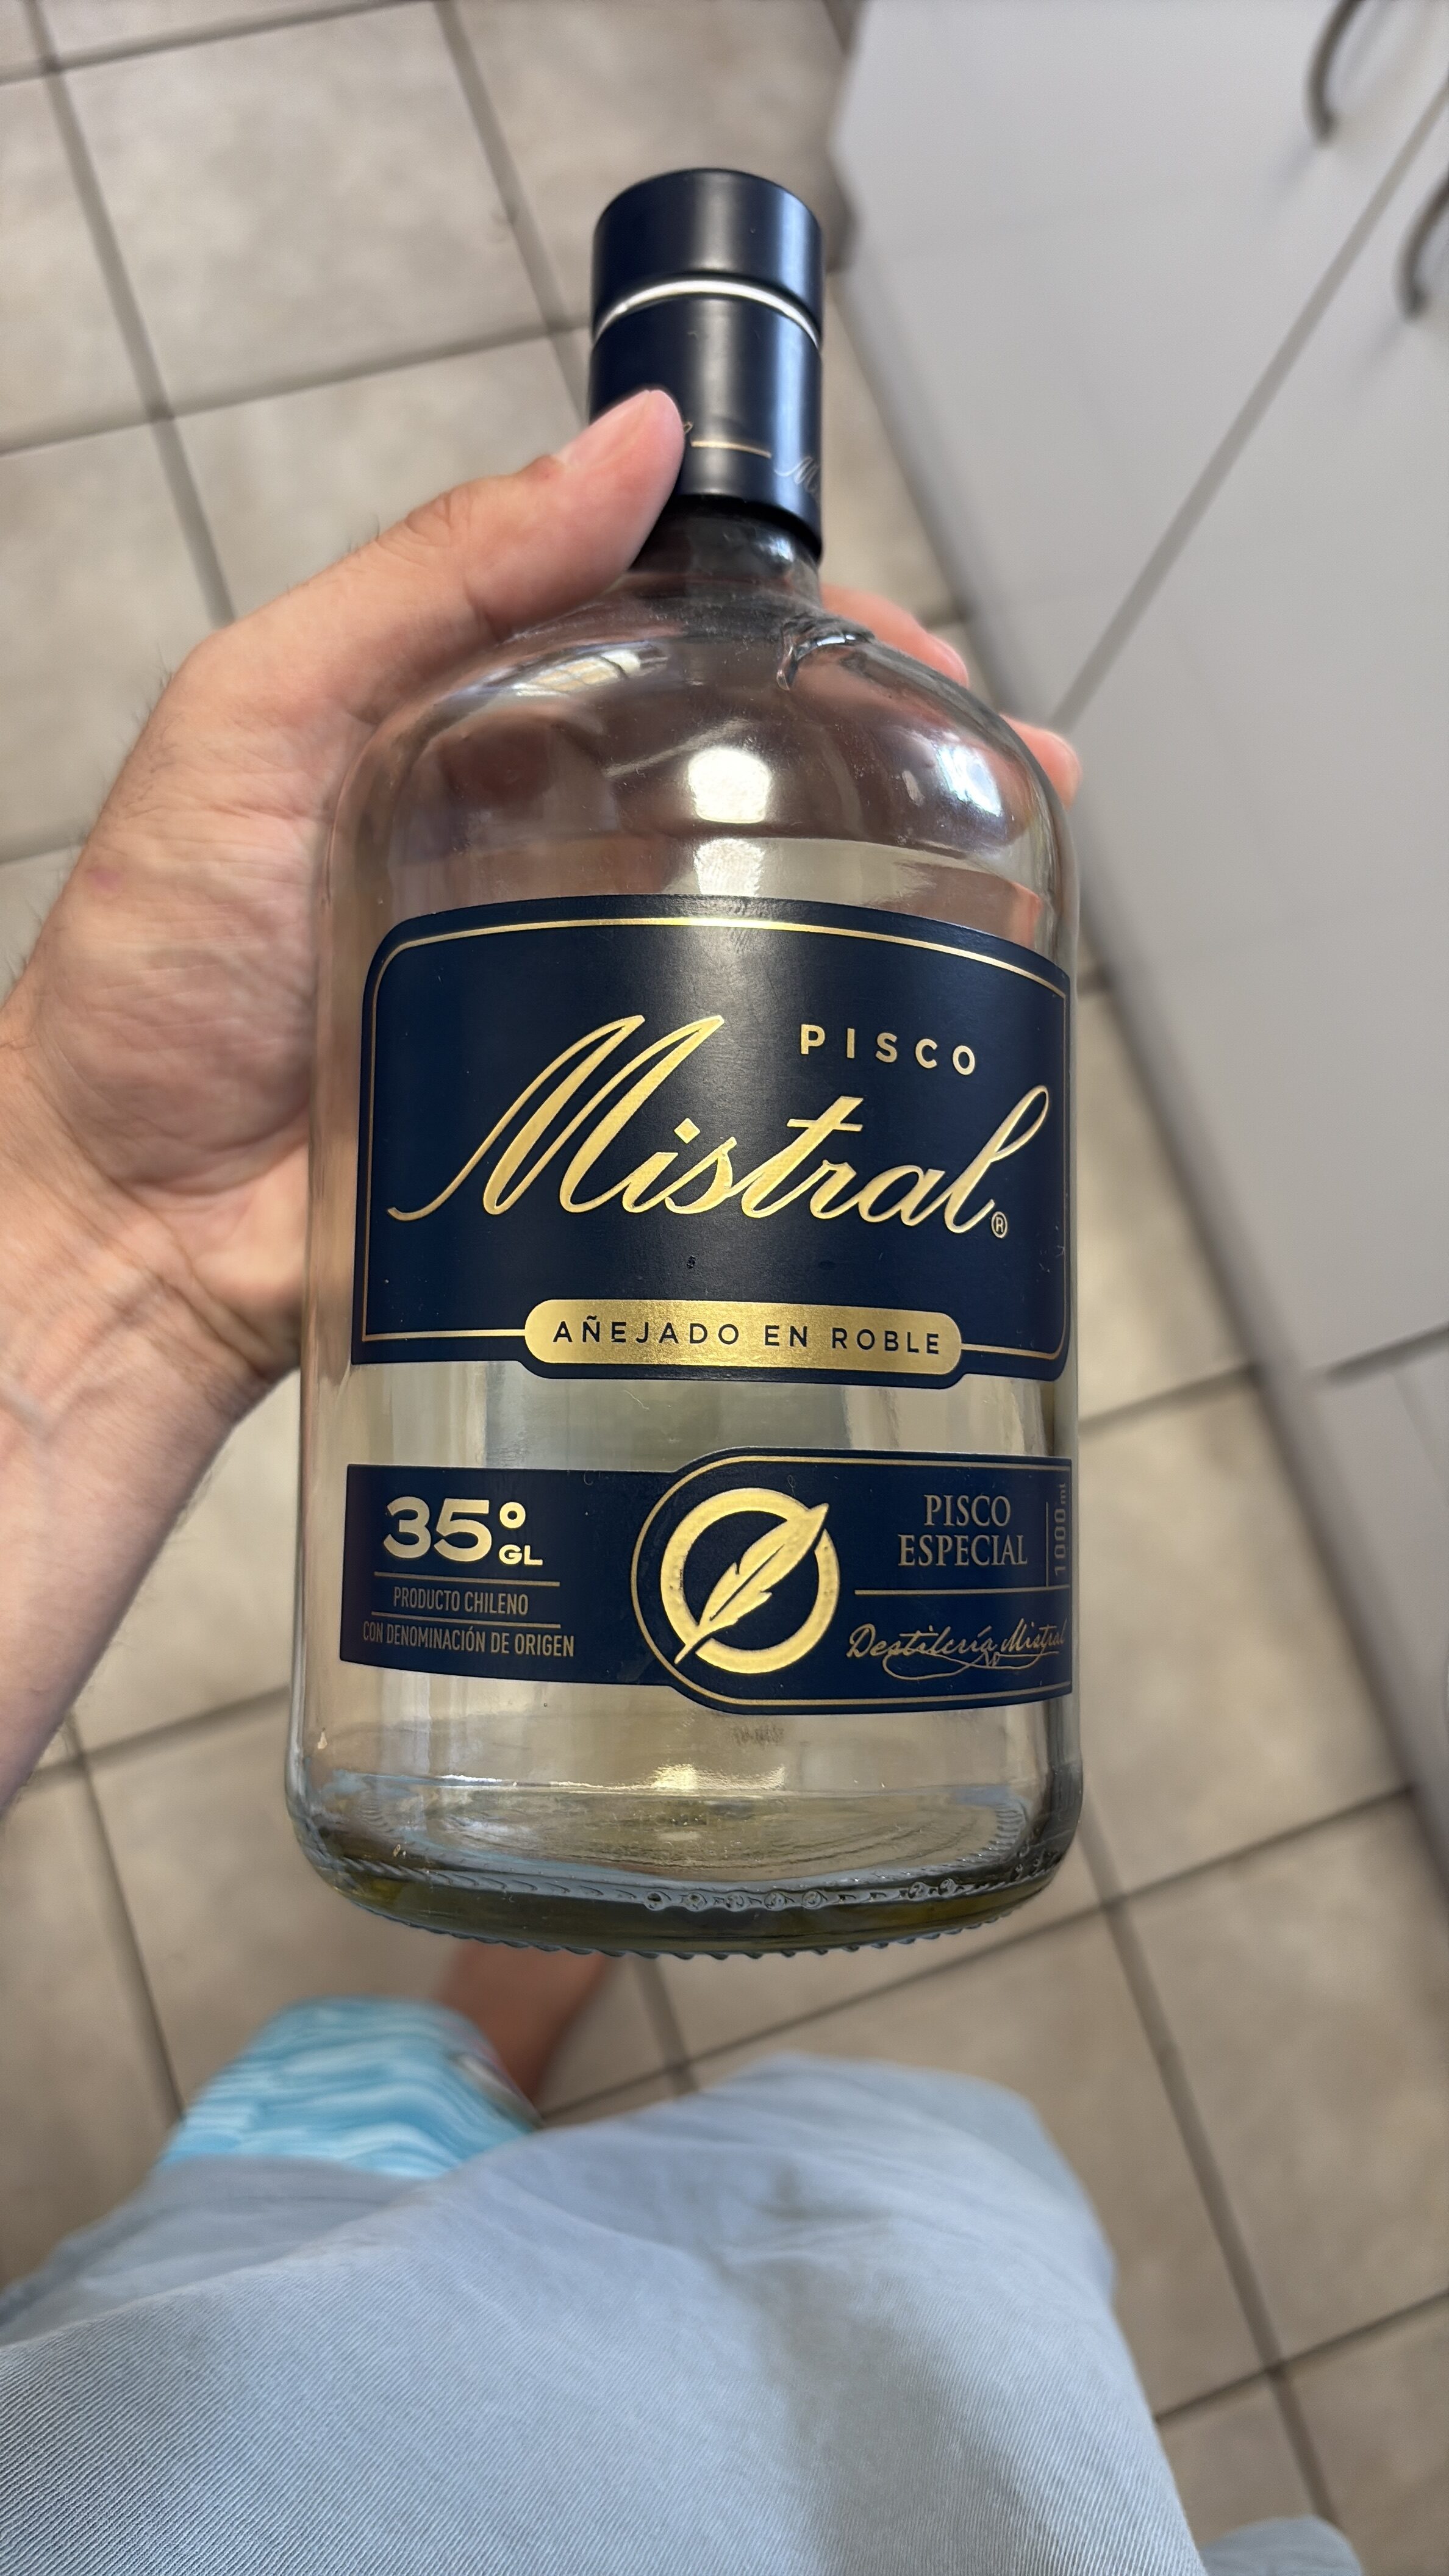 PISCO
Mistral®
AÑEJADO EN ROBLE
35°
GL
PRODUCTO CHILENO
CON DENOMINACIÓN DE ORIGEN
PISCO
ESPECIAL
1000 ml
Destilería Mistral